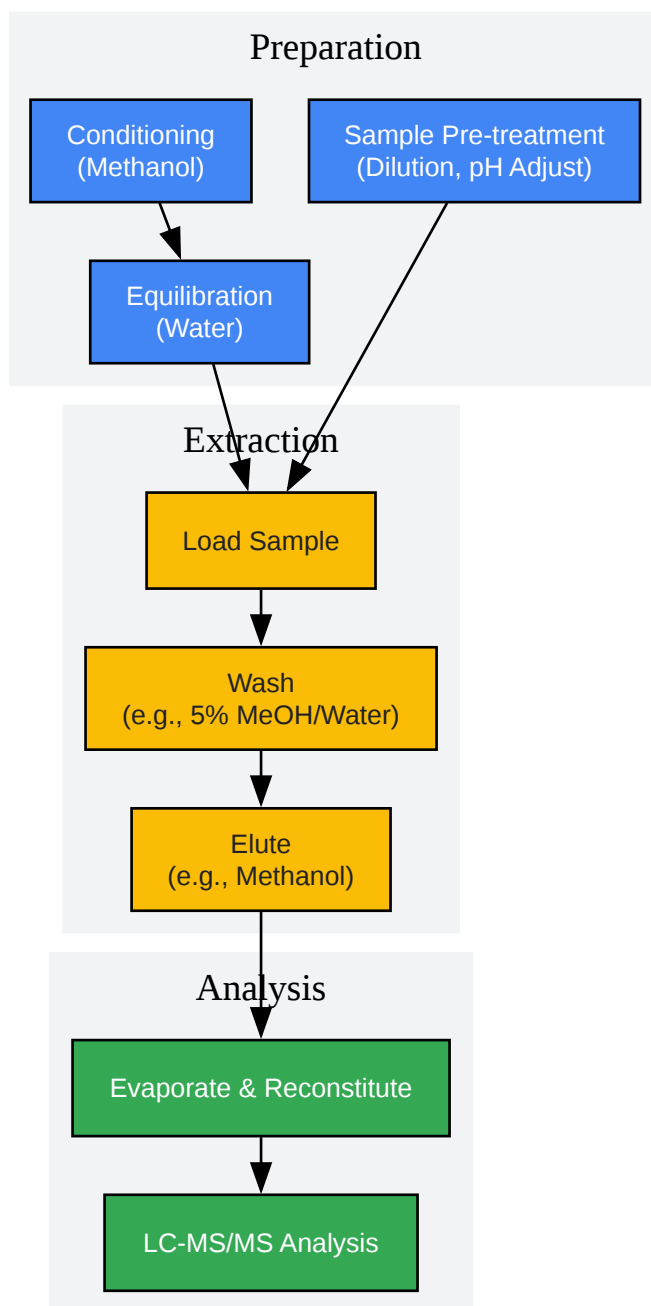 Preparation
Conditioning
(Methanol)
Sample Pre-treatment
(Dilution, pH Adjust)
Equilibration
(Water)
Extraction
Load Sample
Wash
(e.g., 5% MeOH/Water)
Elute
(e.g., Methanol)
Analysis
Evaporate & Reconstitute
LC-MS/MS Analysis